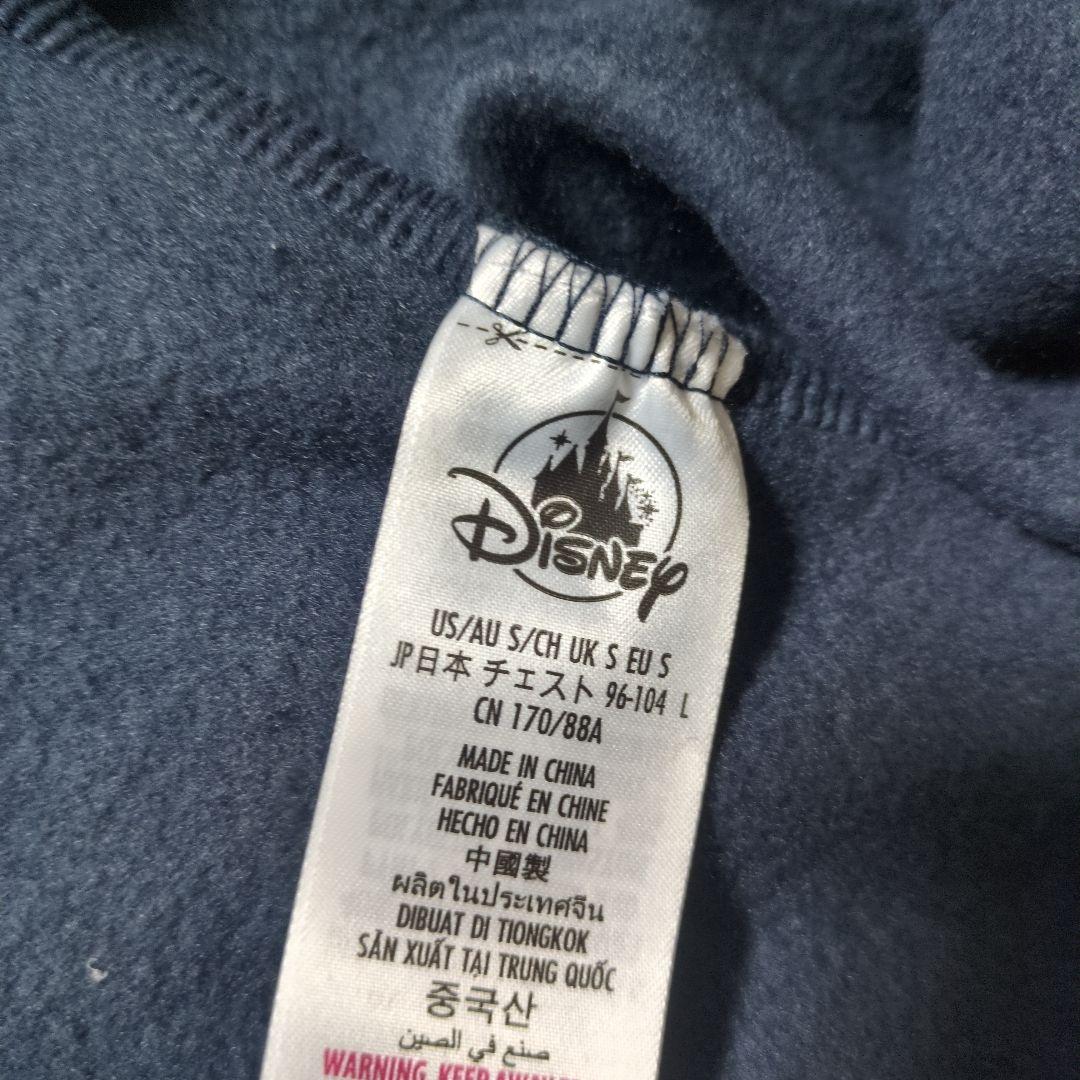 Disney
US/AU S/CH UK S EU S
JP日本 チェスト 96-104 L
CN 170/88A
MADE IN CHINA
FABRIQUÉ EN CHINE
HECHO EN CHINA
中國製
ผลิตในประเทศจีน
DIBUAT DI TIONGKOK
SẢN XUẤT TẠI TRUNG QUỐC
중국산
صنع في الصين
WARNING KEEP AWAY